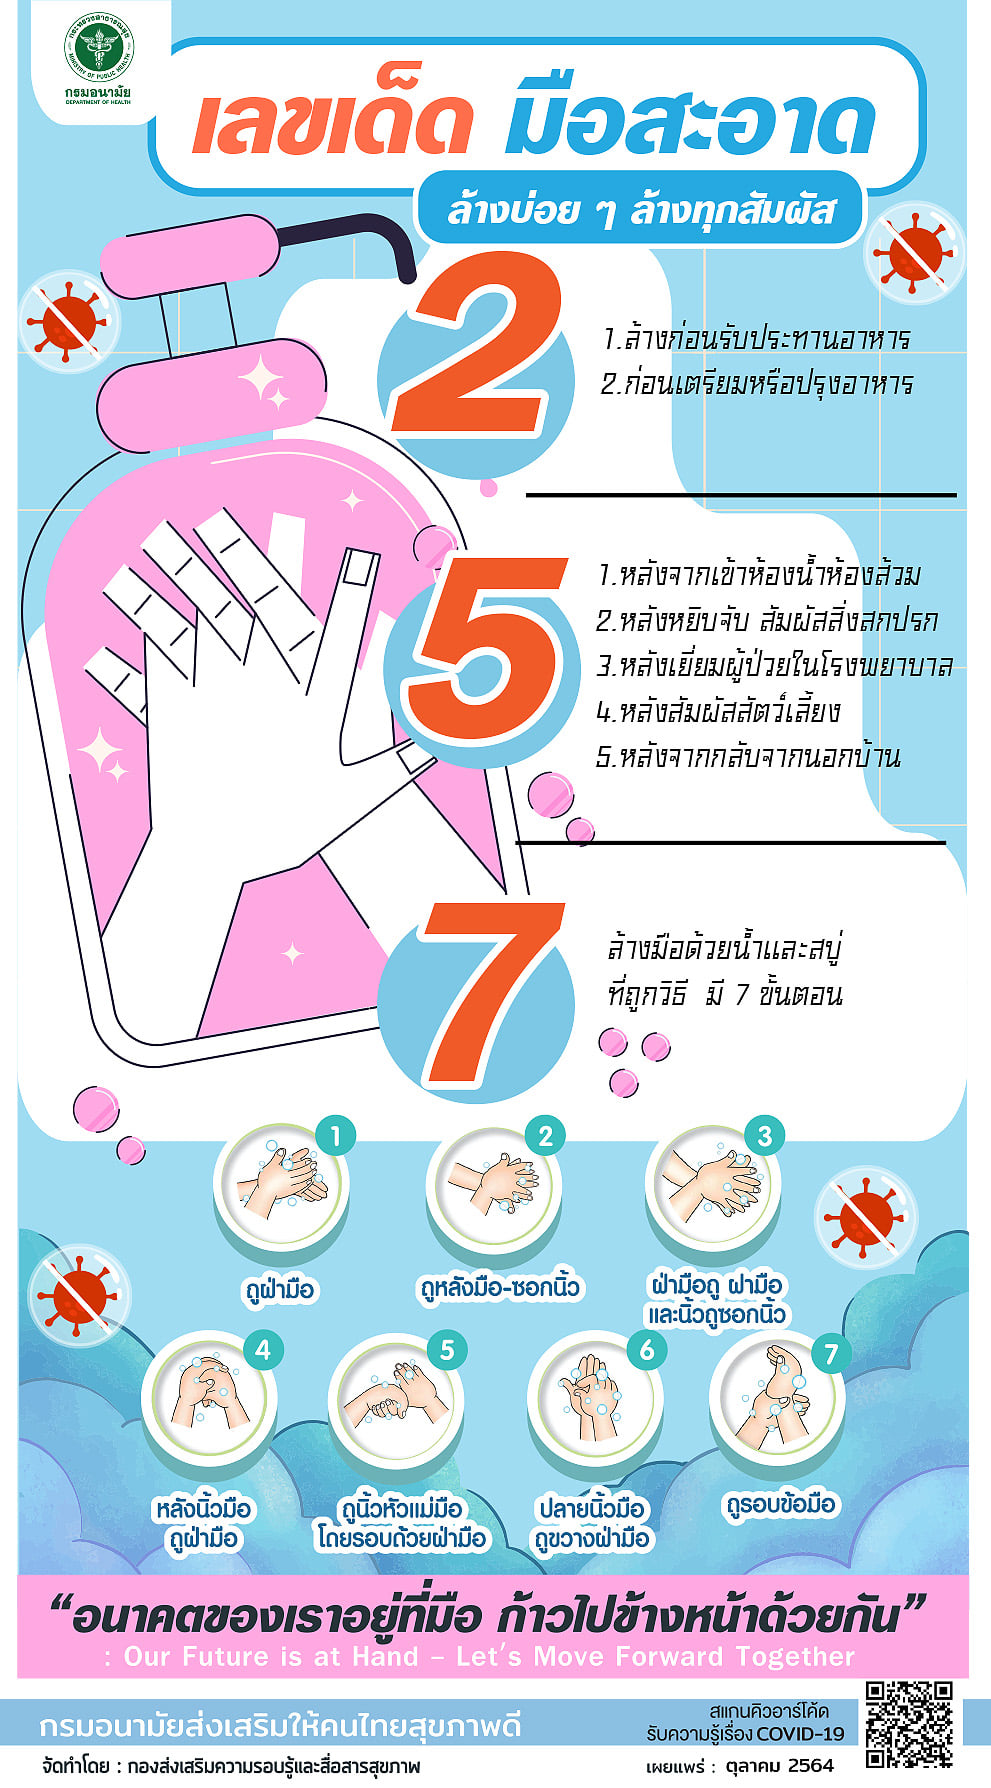 กระทรวงสาธารณสุข
MINISTRY OF PUBLIC HEALTH
กรมอนามัย
DEPARTMENT OF HEALTH
เลขเด็ด มือสะอาด
ล้างบ่อย ๆ ล้างทุกสัมผัส
2
1.ล้างก่อนรับประทานอาหาร
2.ก่อนเตรียมหรือปรุงอาหาร
5
1.หลังจากเข้าห้องน้ำห้องส้วม
2.หลังหยิบจับ สัมผัสสิ่งสกปรก
3.หลังเยี่ยมผู้ป่วยในโรงพยาบาล
4.หลังสัมผัสสัตว์เลี้ยง
5.หลังจากกลับจากนอกบ้าน
7
ล้างมือด้วยน้ำและสบู่
ที่ถูกวิธี มี 7 ขั้นตอน
1
ถูฝ่ามือ
2
ถูหลังมือ-ซอกนิ้ว
3
ฝ่ามือถู ฝามือ
และนิ้วถูซอกนิ้ว
4
หลังนิ้วมือ
ถูฝ่ามือ
5
ถูนิ้วหัวแม่มือ
โดยรอบด้วยฝ่ามือ
6
ปลายนิ้วมือ
ถูขวางฝ่ามือ
7
ถูรอบข้อมือ
“อนาคตของเราอยู่ที่มือ ก้าวไปข้างหน้าด้วยกัน”
: Our Future is at Hand – Let's Move Forward Together
กรมอนามัยส่งเสริมให้คนไทยสุขภาพดี
สแกนคิวอาร์โค้ด
รับความรู้เรื่อง COVID-19
จัดทำโดย : กองส่งเสริมความรอบรู้และสื่อสารสุขภาพ
เผยแพร่ : ตุลาคม 2564